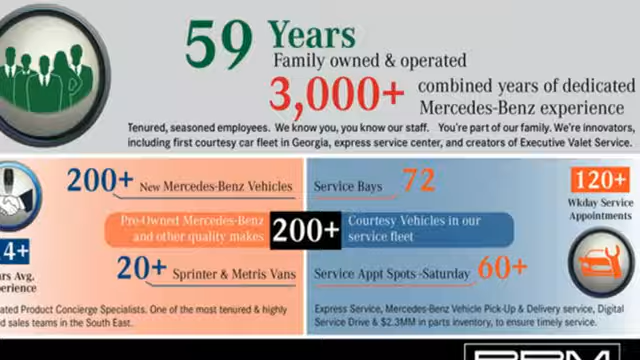 59 Years
Family owned & operated
3,000+ combined years of dedicated
Mercedes-Benz experience
Tenured, seasoned employees. We know you, you know our staff. You're part of our family. We're innovators,
including first courtesy car fleet in Georgia, express service center, and creators of Executive Valet Service.
200+ New Mercedes-Benz Vehicles
Pre-Owned Mercedes-Benz
and other quality makes
200+
20+ Sprinter & Metris Vans
4+
rs Avg.
erience
ated Product Concierge Specialists. One of the most tenured & highly
d sales teams in the South East.
Service Bays 72
Courtesy Vehicles in our
service fleet
Service Appt Spots -Saturday 60+
120+
Wkday Service
Appointments
Express Service, Mercedes-Benz Vehicle Pick-Up & Delivery service, Digital
Service Drive & $2.3MM in parts inventory, to ensure timely service.